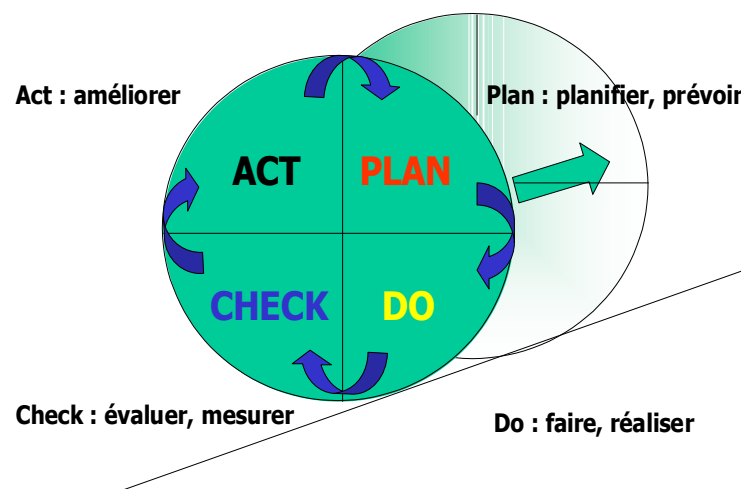 Act : améliorer
Plan : planifier, prévoir
ACT
PLAN
CHECK
DO
Check : évaluer, mesurer
Do : faire, réaliser